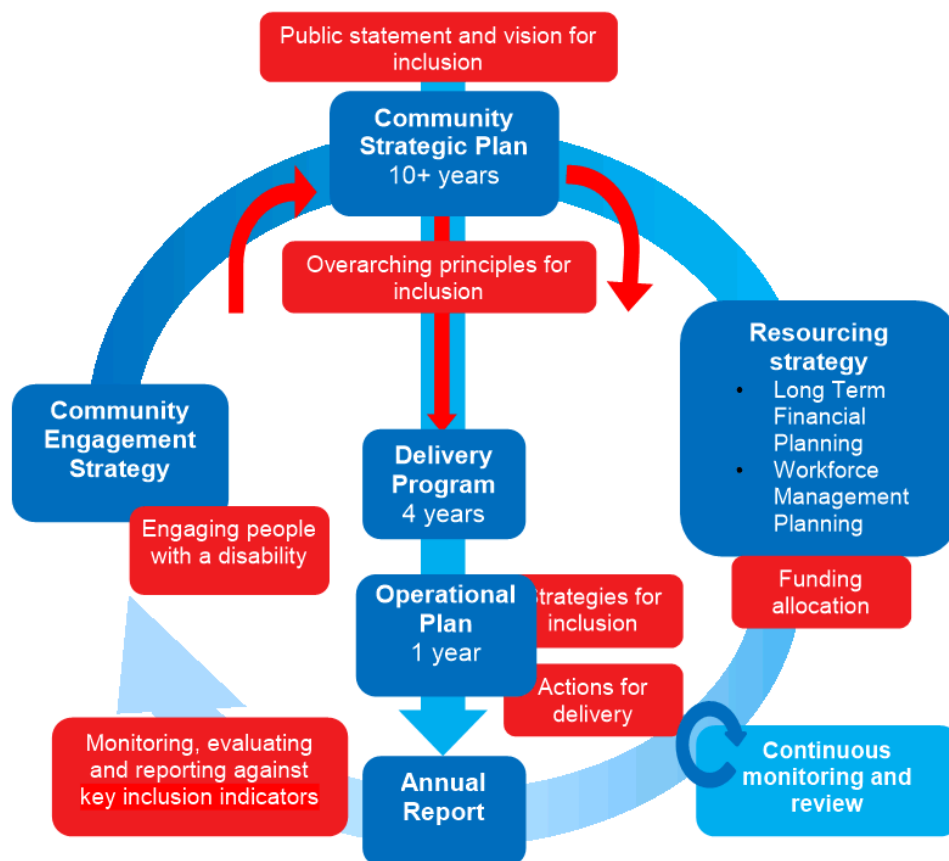 Public statement and vision for
inclusion
Community
Strategic Plan
10+ years
Overarching principles for
inclusion
Resourcing
strategy
• Long Term
Financial
Planning
• Workforce
Management
Planning
Community
Engagement
Strategy
Delivery
Program
4 years
Engaging people
with a disability
Funding
allocation
Operational
Plan
1 year
Strategies for
inclusion
Actions for
delivery
Monitoring, evaluating
and reporting against
key inclusion indicators
Annual
Report
Continuous
monitoring and
review